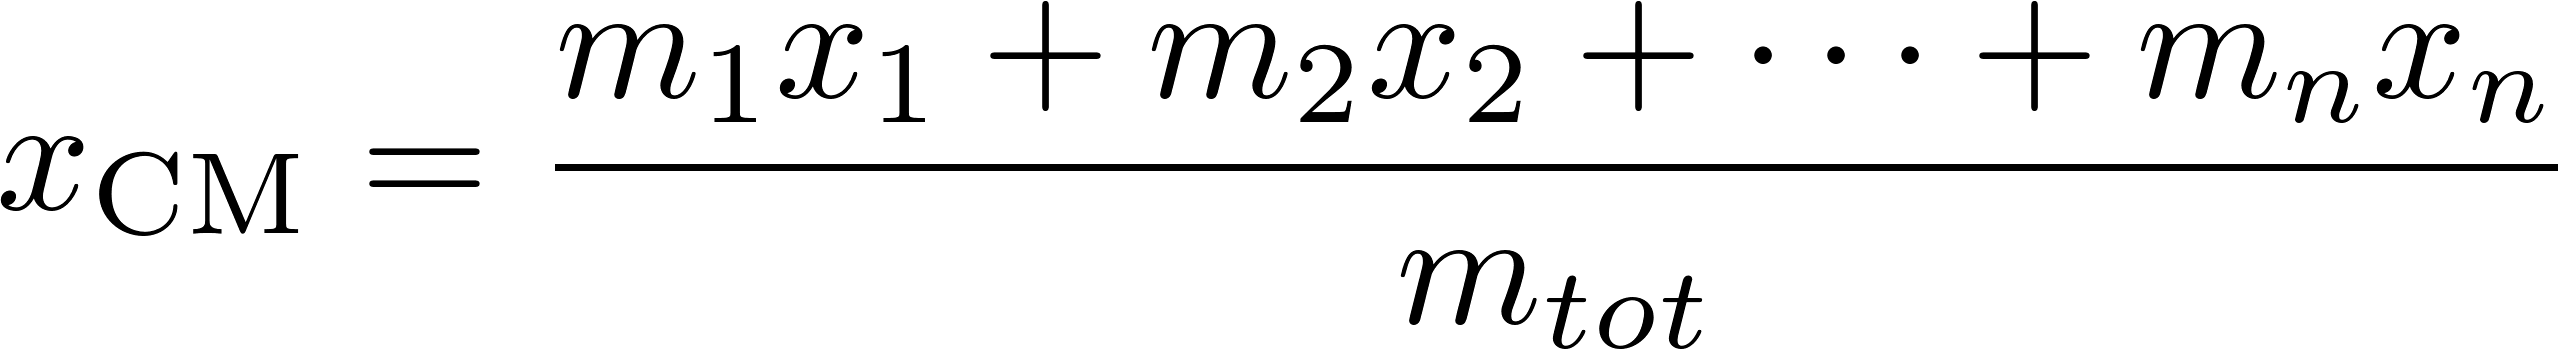 x_CM = (m_1x_1 + m_2x_2 + ··· + m_nx_n) / m_tot